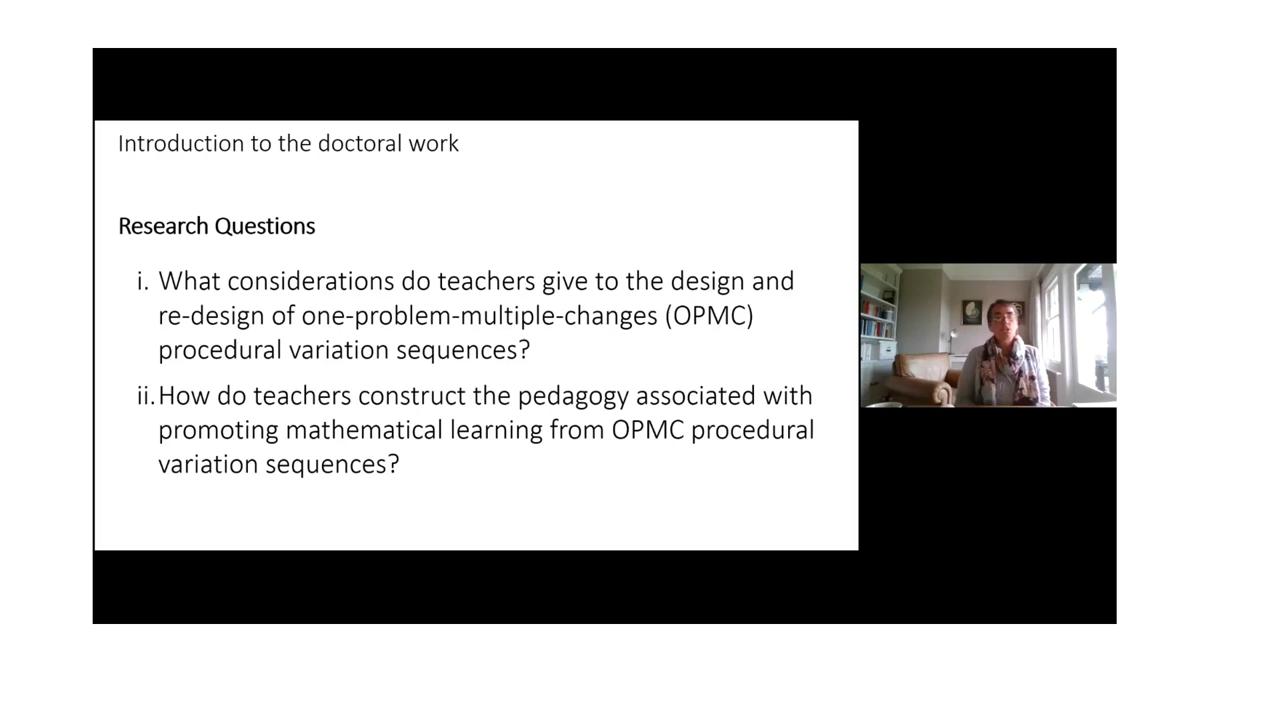 Introduction to the doctoral work
Research Questions
i. What considerations do teachers give to the design and
re-design of one-problem-multiple-changes (OPMC)
procedural variation sequences?
ii. How do teachers construct the pedagogy associated with
promoting mathematical learning from OPMC procedural
variation sequences?